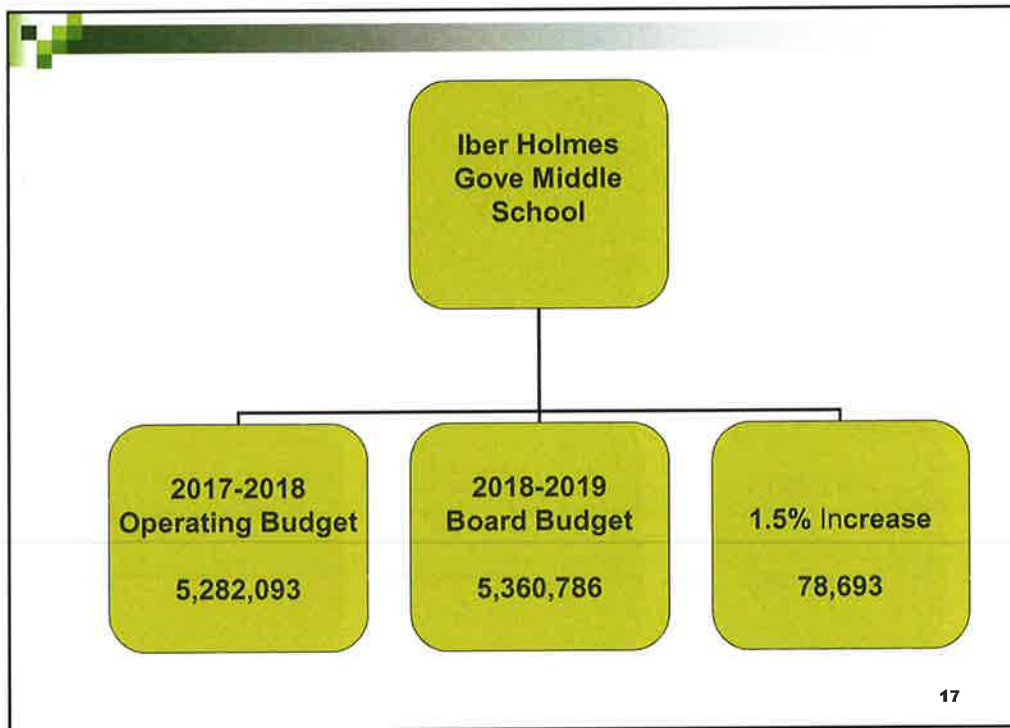 Iber Holmes
Gove Middle
School
2017-2018
Operating Budget
5,282,093
2018-2019
Board Budget
5,360,786
1.5% Increase
78,693
17